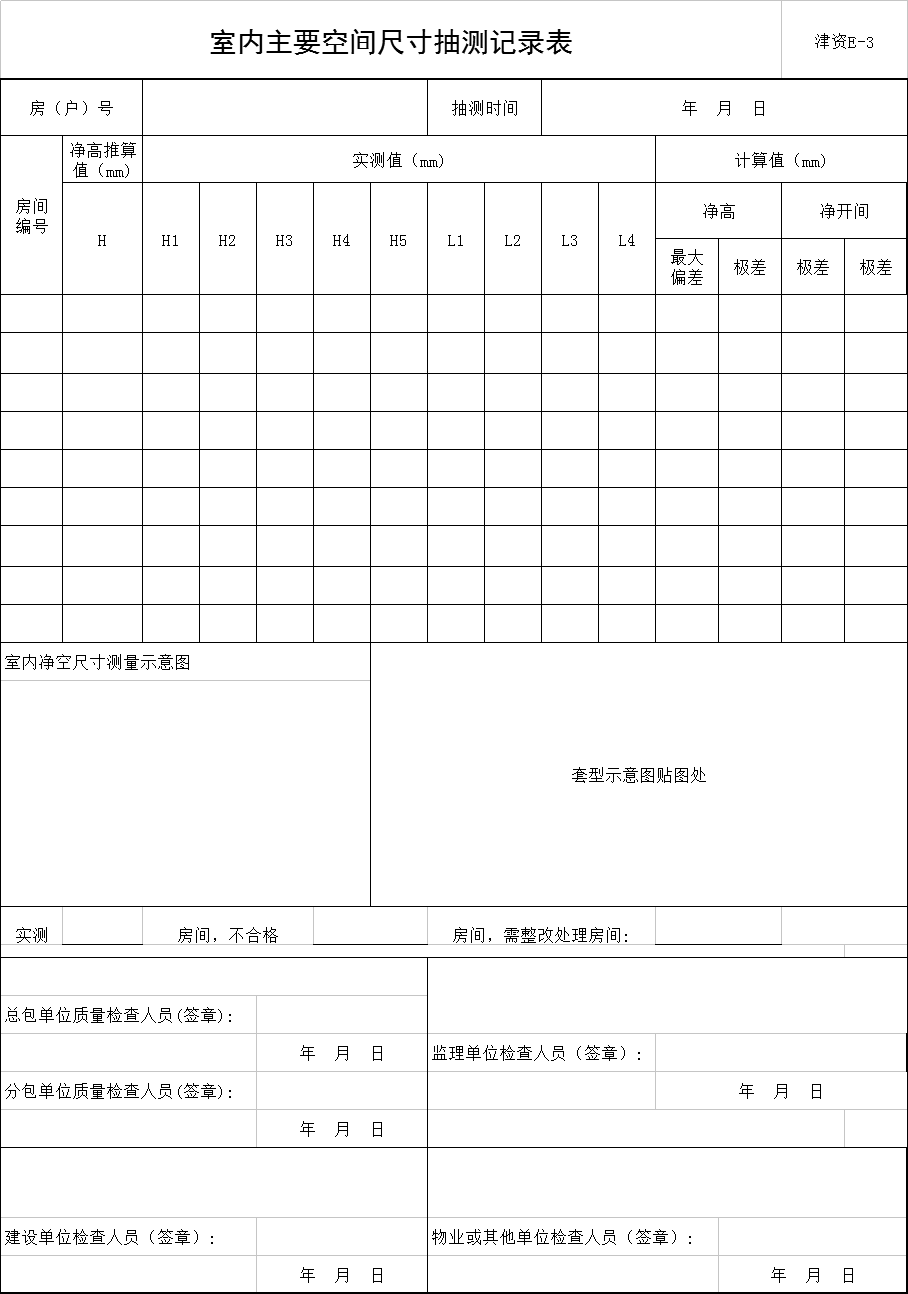 室内主要空间尺寸抽测记录表
津资E-3
房（户）号
抽测时间
年 月 日
房间
编号
净高推算
值（mm）
实测值（mm）
计算值（mm）
H
H1
H2
H3
H4
H5
L1
L2
L3
L4
净高
净开间
最大
偏差
极差
极差
极差
室内净空尺寸测量示意图
套型示意图贴图处
实测
房间，不合格
房间，需整改处理房间：
总包单位质量检查人员(签章)：
年 月 日
监理单位检查人员（签章）：
分包单位质量检查人员(签章)：
年 月 日
年 月 日
建设单位检查人员（签章）：
物业或其他单位检查人员（签章）：
年 月 日
年 月 日